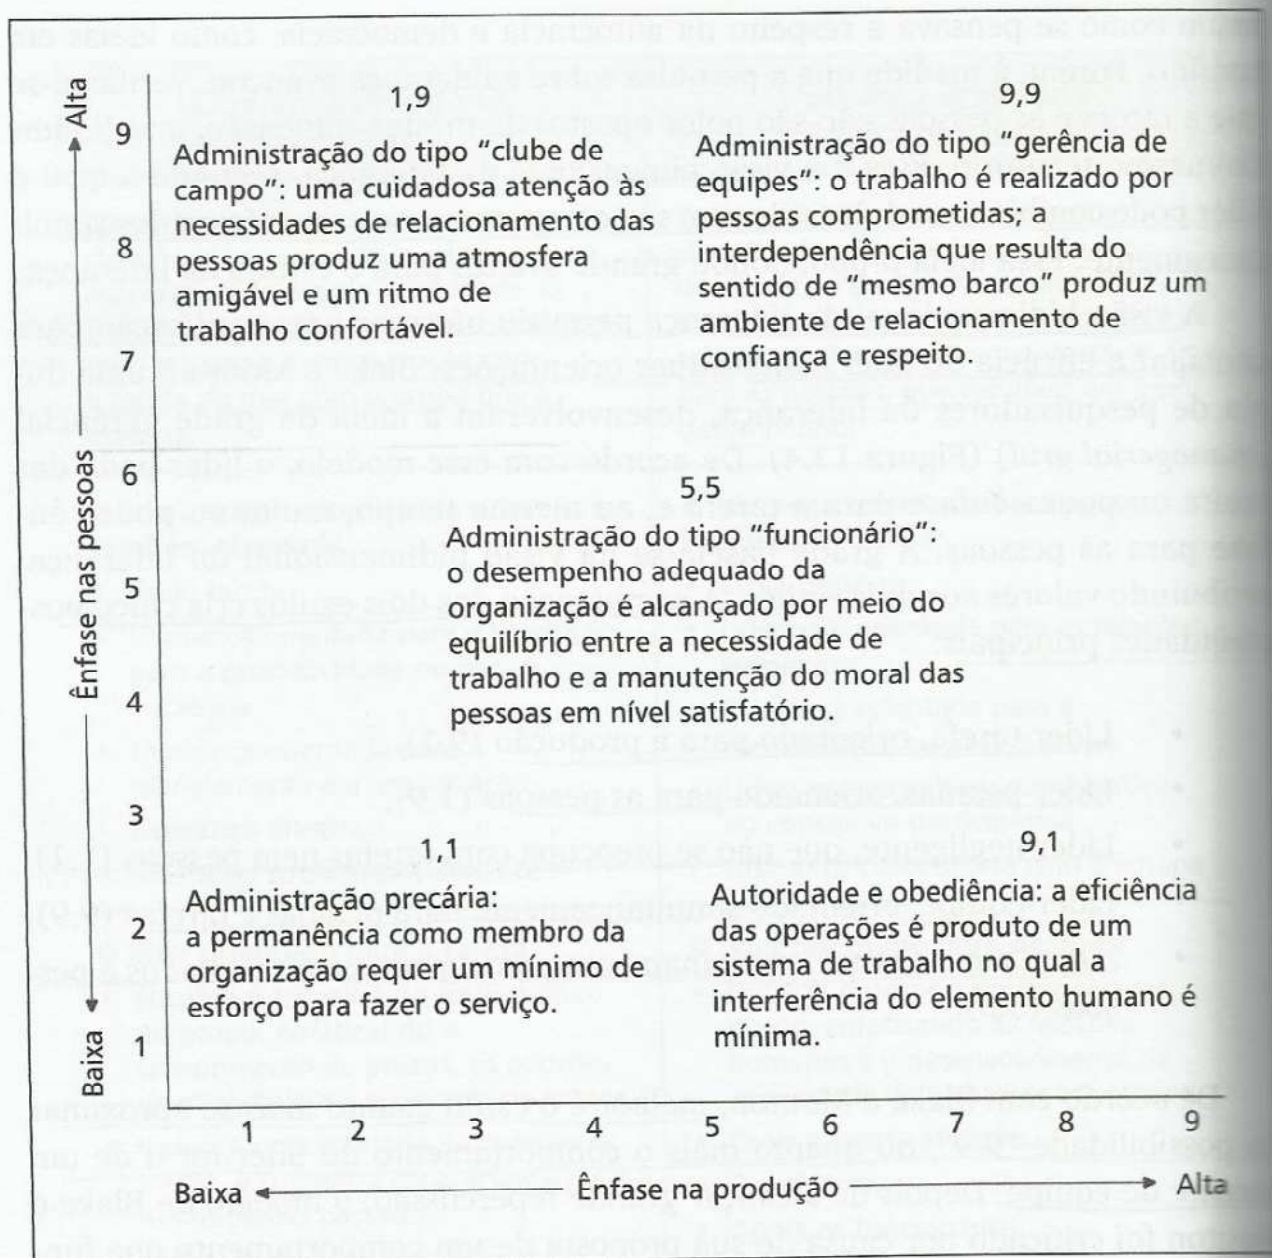 Alta
Ênfase nas pessoas
Baixa
9
8
7
6
5
4
3
2
1
1,9
Administração do tipo “clube de
campo”: uma cuidadosa atenção às
necessidades de relacionamento das
pessoas produz uma atmosfera
amigável e um ritmo de
trabalho confortável.
9,9
Administração do tipo “gerência de
equipes”: o trabalho é realizado por
pessoas comprometidas; a
interdependência que resulta do
sentido de “mesmo barco” produz um
ambiente de relacionamento de
confiança e respeito.
5,5
Administração do tipo “funcionário”:
o desempenho adequado da
organização é alcançado por meio do
equilíbrio entre a necessidade de
trabalho e a manutenção do moral das
pessoas em nível satisfatório.
1,1
Administração precária:
a permanência como membro da
organização requer um mínimo de
esforço para fazer o serviço.
9,1
Autoridade e obediência: a eficiência
das operações é produto de um
sistema de trabalho no qual a
interferência do elemento humano é
mínima.
1 2 3 4 5 6 7 8 9
Baixa Ênfase na produção Alta